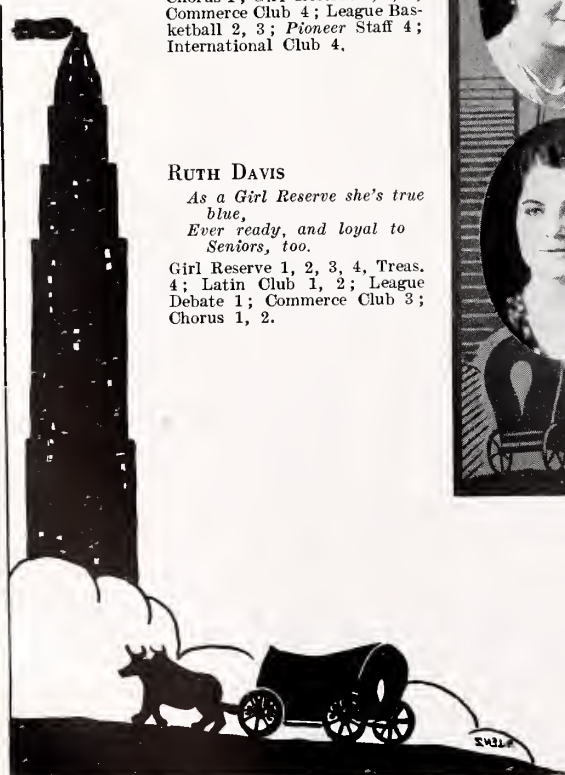 Commerce Club 4; League Bas-
ketball 2, 3; Pioneer Staff 4;
International Club 4.
RUTH DAVIS
As a Girl Reserve she's true
blue,
Ever ready, and loyal to
Seniors, too.
Girl Reserve 1, 2, 3, 4, Treas.
4; Latin Club 1, 2; League
Debate 1; Commerce Club 3;
Chorus 1, 2.